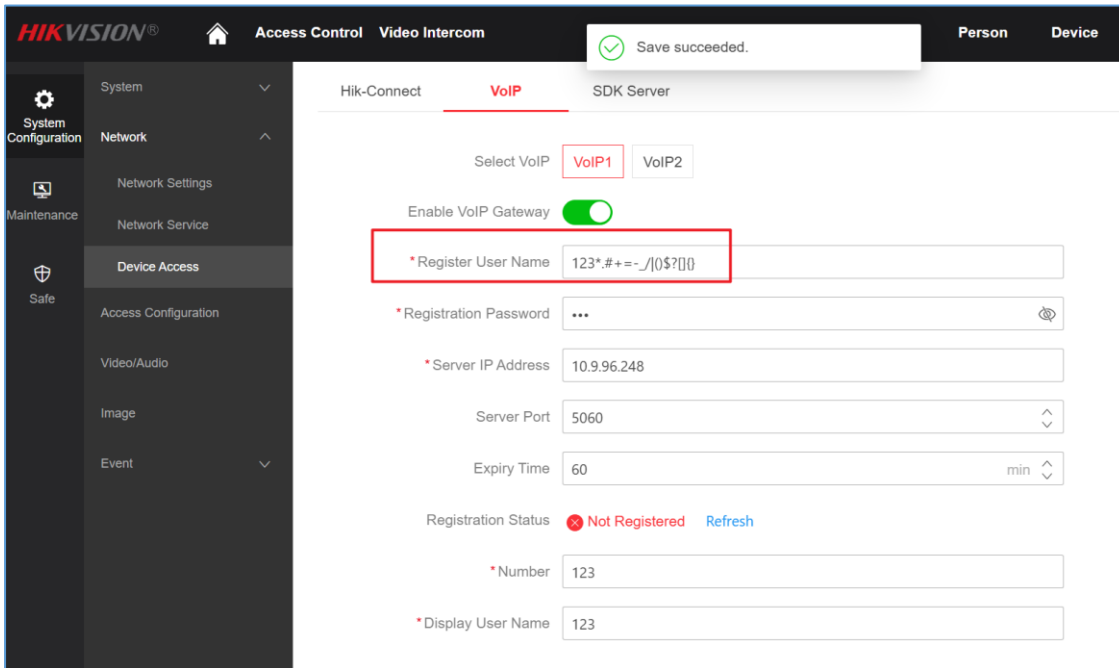 HIKVISION®
Access Control Video Intercom
Save succeeded.
Person Device
System Configuration
Maintenance
Safe
System
Network
Network Settings
Network Service
Device Access
Access Configuration
Video/Audio
Image
Event
Hik-Connect VoIP SDK Server
Select VoIP VoIP1 VoIP2
Enable VoIP Gateway
*Register User Name 123*.#+=-_/|()$?[]{}
*Registration Password •••
*Server IP Address 10.9.96.248
Server Port 5060
Expiry Time 60 min
Registration Status Not Registered Refresh
*Number 123
*Display User Name 123